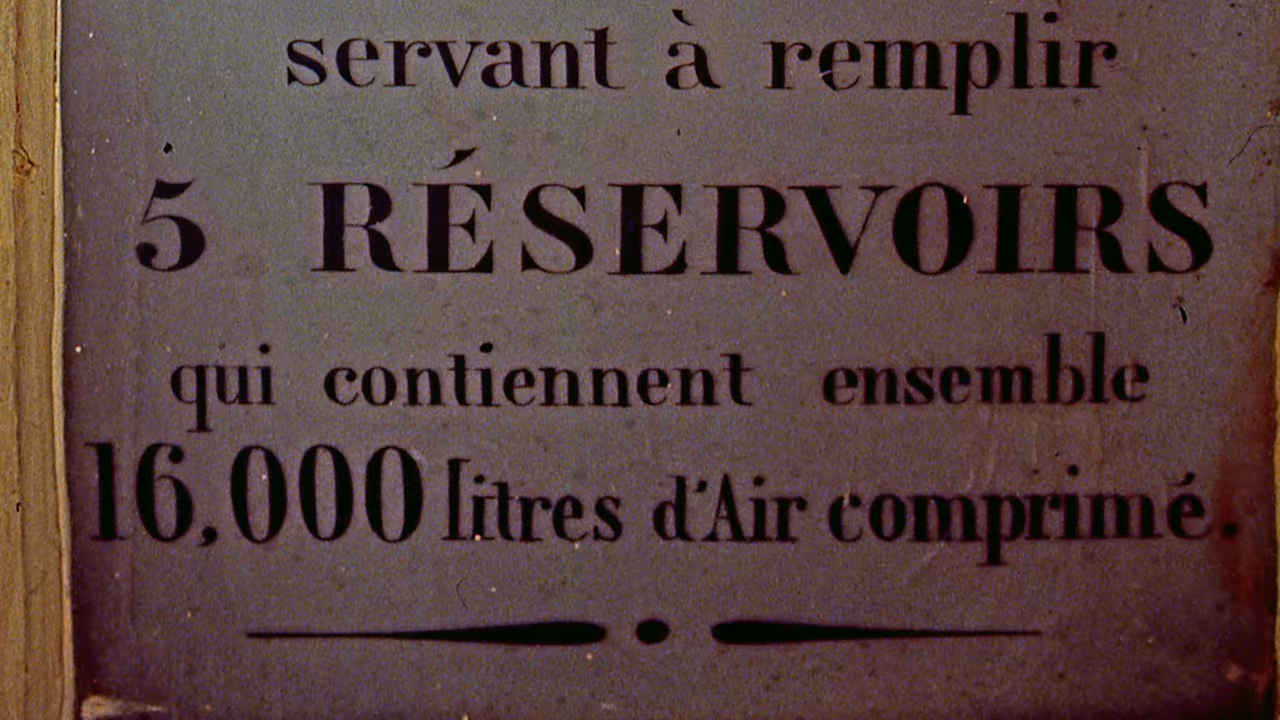 servant à remplir
5 RÉSERVOIRS
qui contiennent ensemble
16,000 litres d'Air comprimé.